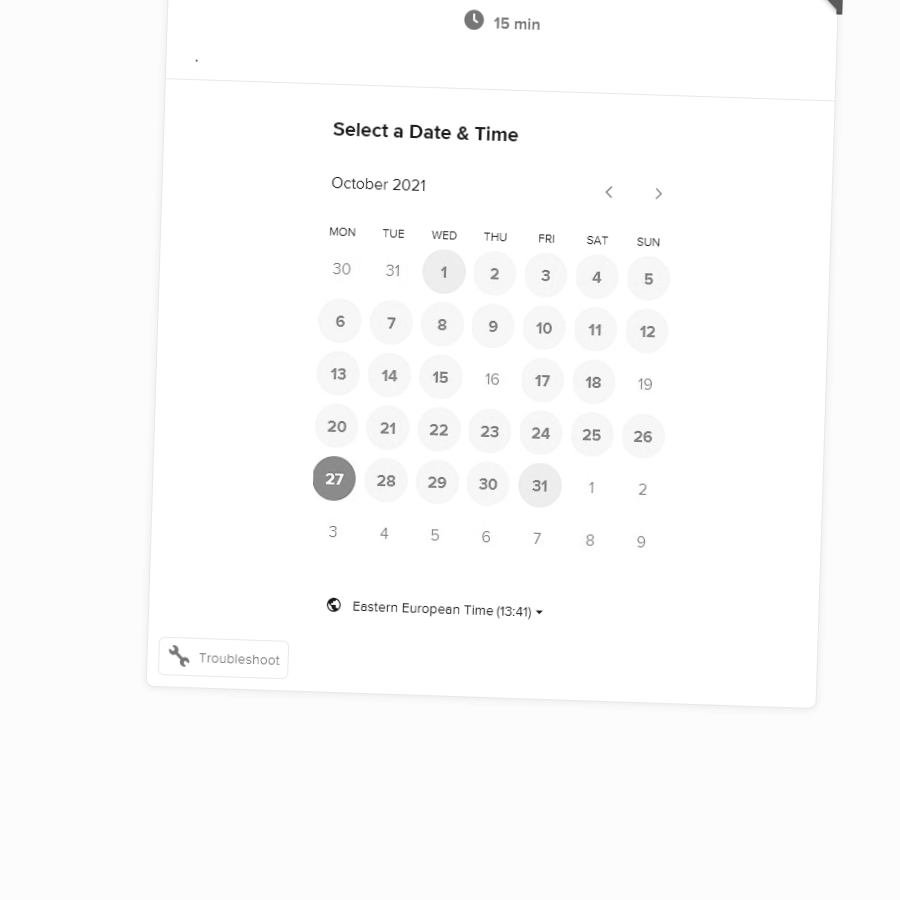 15 min
.
Select a Date & Time
October 2021
MON TUE WED THU FRI SAT SUN
30 31 1 2 3 4 5
6 7 8 9 10 11 12
13 14 15 16 17 18 19
20 21 22 23 24 25 26
27 28 29 30 31 1 2
3 4 5 6 7 8 9
Eastern European Time (13:41)
Troubleshoot